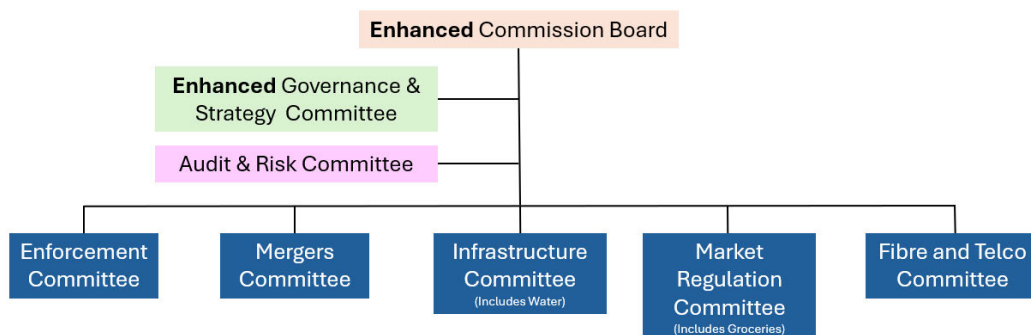 Enhanced Commission Board
Enhanced Governance &
Strategy Committee
Audit & Risk Committee
Enforcement
Committee
Mergers
Committee
Infrastructure
Committee
(Includes Water)
Market
Regulation
Committee
(Includes Groceries)
Fibre and Telco
Committee